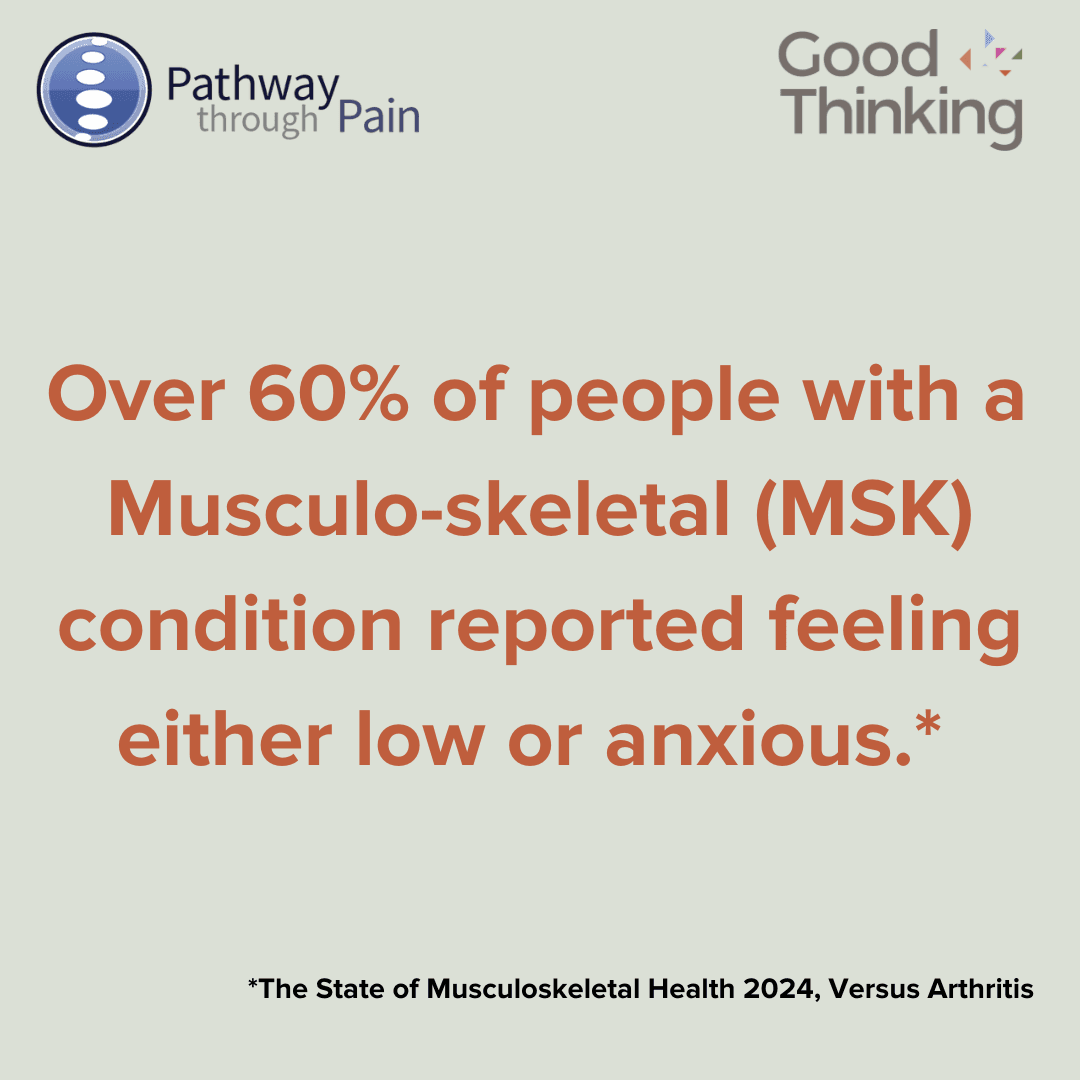 Pathway
through Pain
Good
Thinking
Over 60% of people with a
Musculo-skeletal (MSK)
condition reported feeling
either low or anxious.*
*The State of Musculoskeletal Health 2024, Versus Arthritis